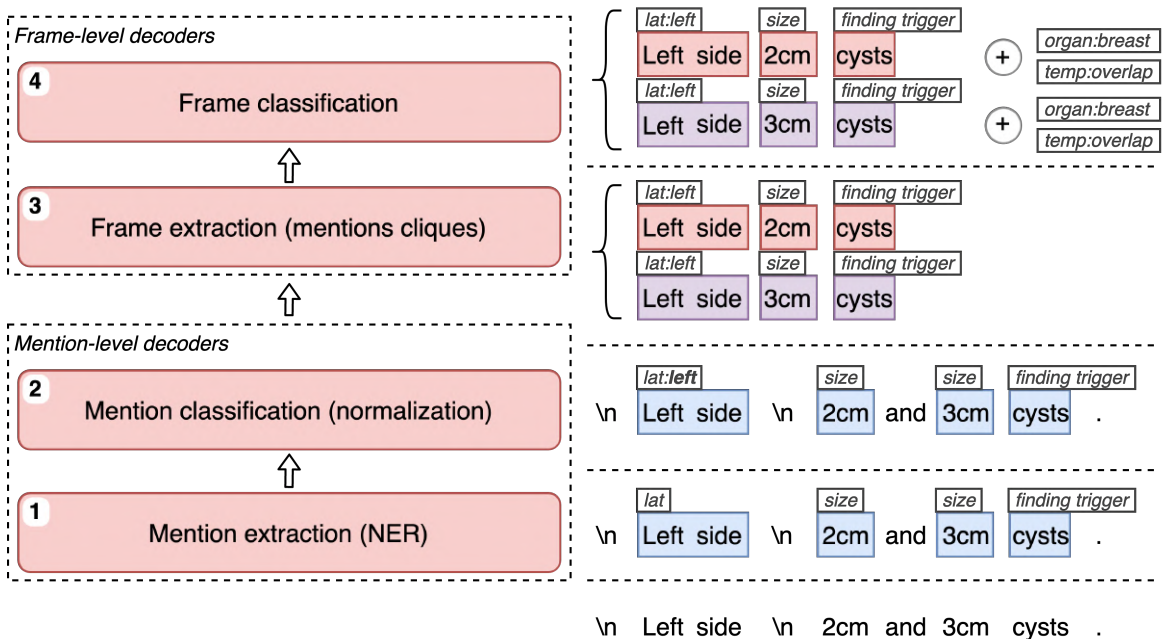 Frame-level decoders
4
Frame classification
3
Frame extraction (mentions cliques)
Mention-level decoders
2
Mention classification (normalization)
1
Mention extraction (NER)
lat:left size finding trigger
Left side 2cm cysts + organ:breast
temp:overlap
lat:left size finding trigger
Left side 3cm cysts + organ:breast
temp:overlap
lat:left size finding trigger
Left side 2cm cysts
lat:left size finding trigger
Left side 3cm cysts
lat:left size size finding trigger
\n Left side \n 2cm and 3cm cysts .
lat size size finding trigger
\n Left side \n 2cm and 3cm cysts .
\n Left side \n 2cm and 3cm cysts .